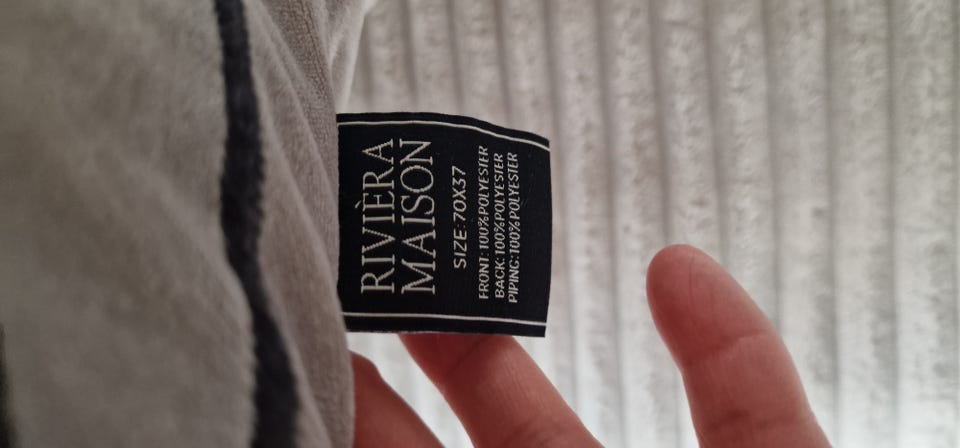 RIVIÈRA
MAISON
SIZE:70X37
FRONT:100%POLYESTER
BACK:100%POLYESTER
PIPING:100%POLYESTER